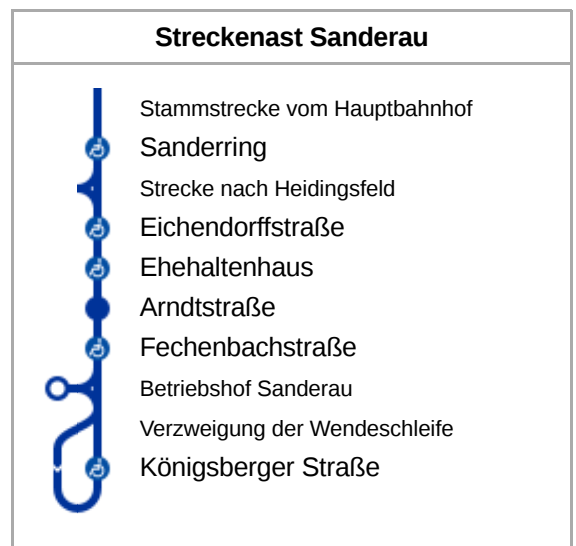 Streckenast Sanderau
Stammstrecke vom Hauptbahnhof
Sanderring
Strecke nach Heidingsfeld
Eichendorffstraße
Ehehaltenhaus
Arndtstraße
Fechenbachstraße
Betriebshof Sanderau
Verzweigung der Wendeschleife
Königsberger Straße